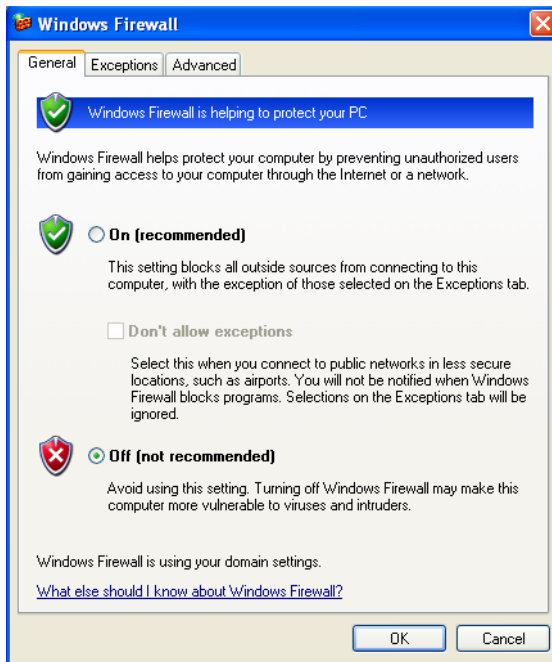 Windows Firewall
General Exceptions Advanced
Windows Firewall is helping to protect your PC
Windows Firewall helps protect your computer by preventing unauthorized users
from gaining access to your computer through the Internet or a network.
On (recommended)
This setting blocks all outside sources from connecting to this
computer, with the exception of those selected on the Exceptions tab.
Don't allow exceptions
Select this when you connect to public networks in less secure
locations, such as airports. You will not be notified when Windows
Firewall blocks programs. Selections on the Exceptions tab will be
ignored.
Off (not recommended)
Avoid using this setting. Turning off Windows Firewall may make this
computer more vulnerable to viruses and intruders.
Windows Firewall is using your domain settings.
What else should I know about Windows Firewall?
OK Cancel